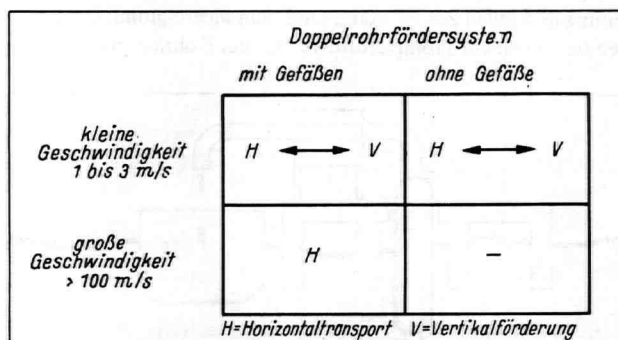 Doppelrohrfördersystem
mit Gefäßen ohne Gefäße
kleine
Geschwindigkeit
1 bis 3 m/s
H ⟷ V H ⟷ V
große
Geschwindigkeit
> 100 m/s
H –
H=Horizontaltransport V=Vertikalförderung